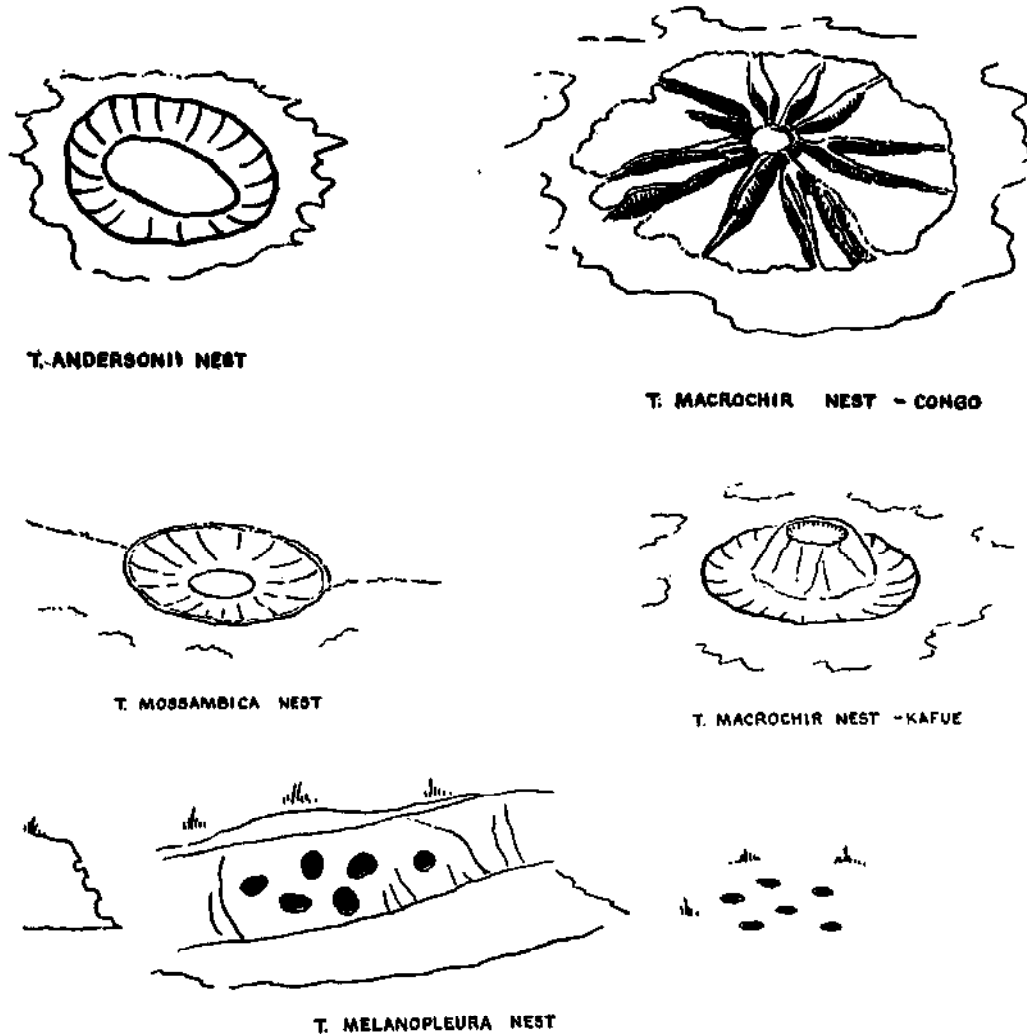 T. ANDERSONII NEST
T. MACROCHIR NEST - CONGO
T. MOSSAMBICA NEST
T. MACROCHIR NEST - KAFUE
T. MELANOPLEURA NEST